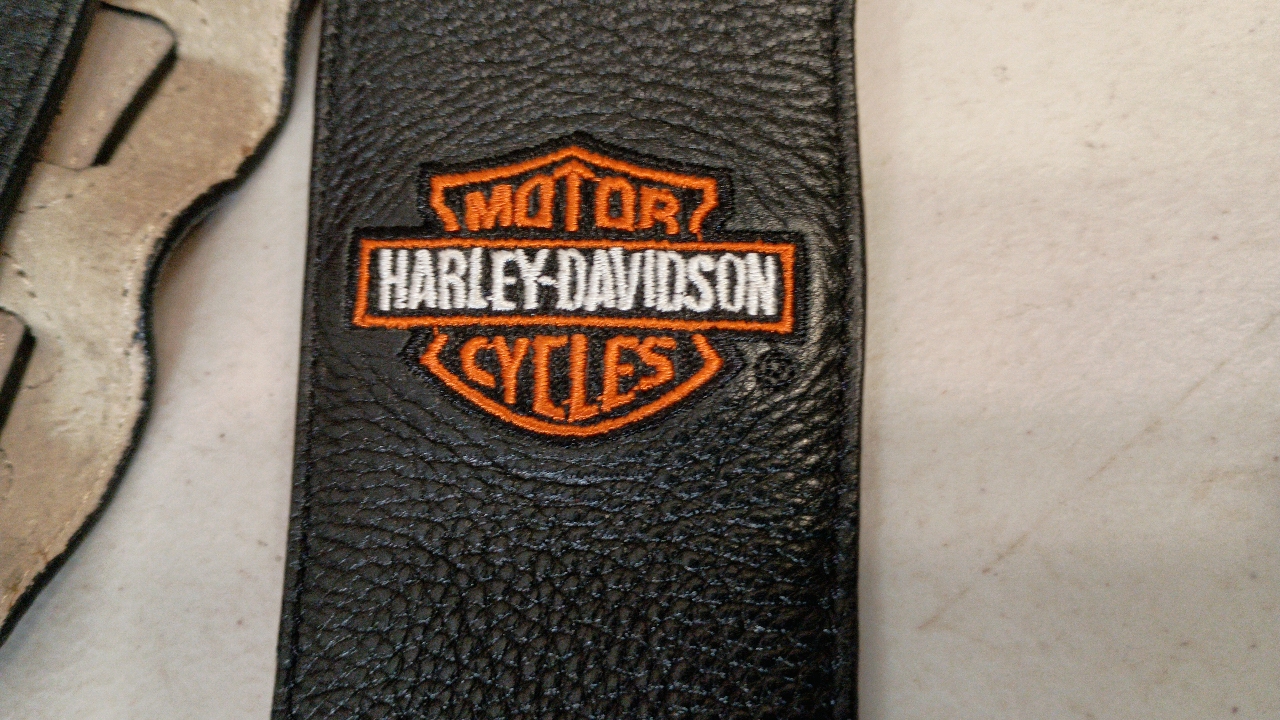 MOTOR
HARLEY-DAVIDSON
CYCLES
®